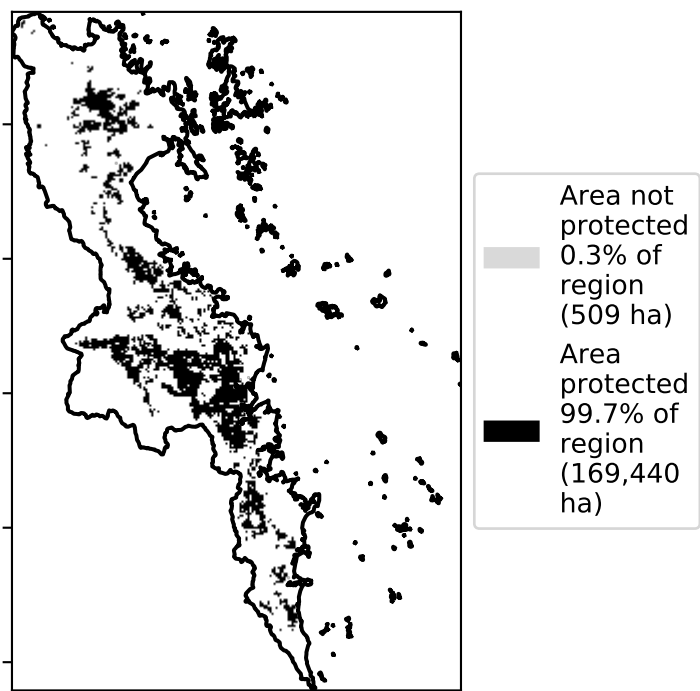 Area not
protected
0.3% of
region
(509 ha)
Area
protected
99.7% of
region
(169,440
ha)